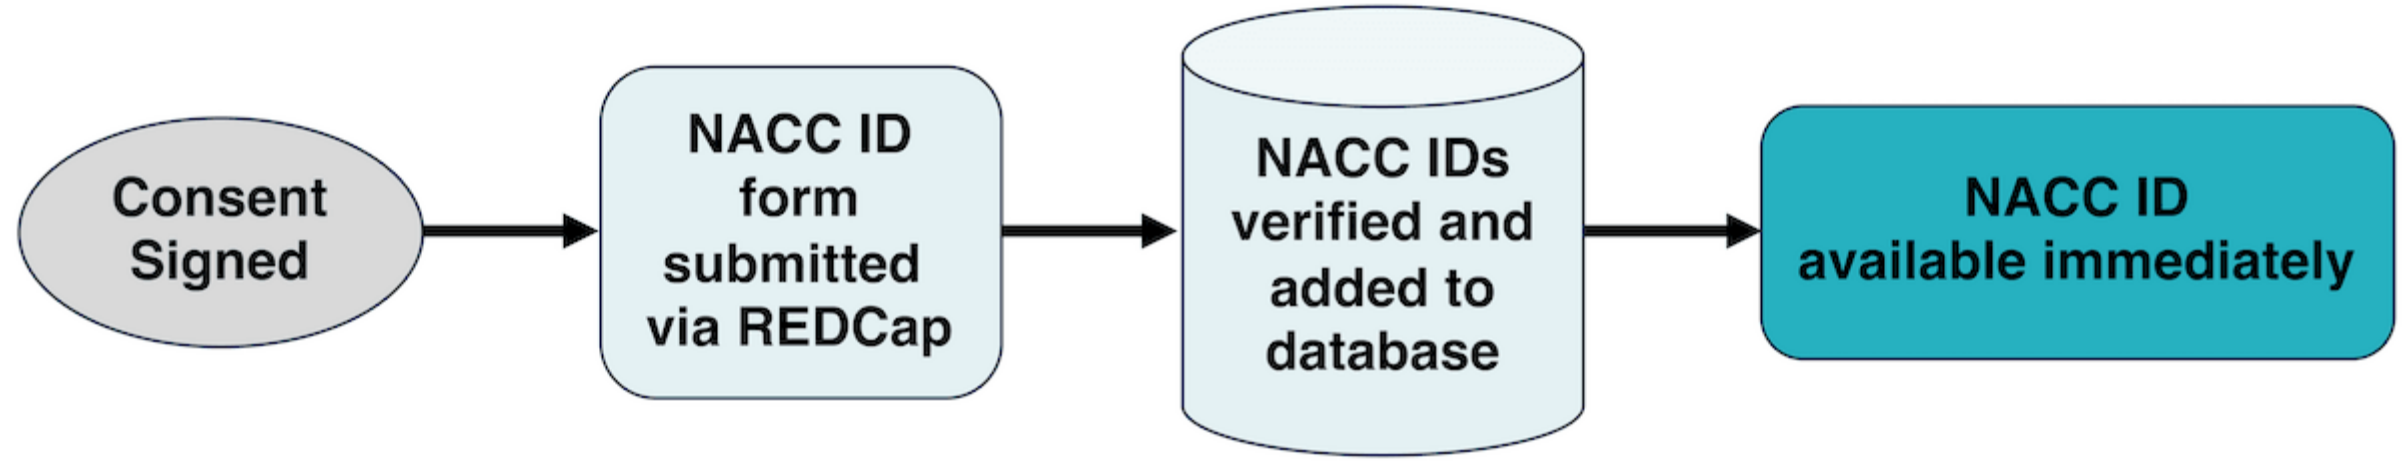 Consent
Signed
NACC ID
form
submitted
via REDCap
NACC IDs
verified and
added to
database
NACC ID
available immediately